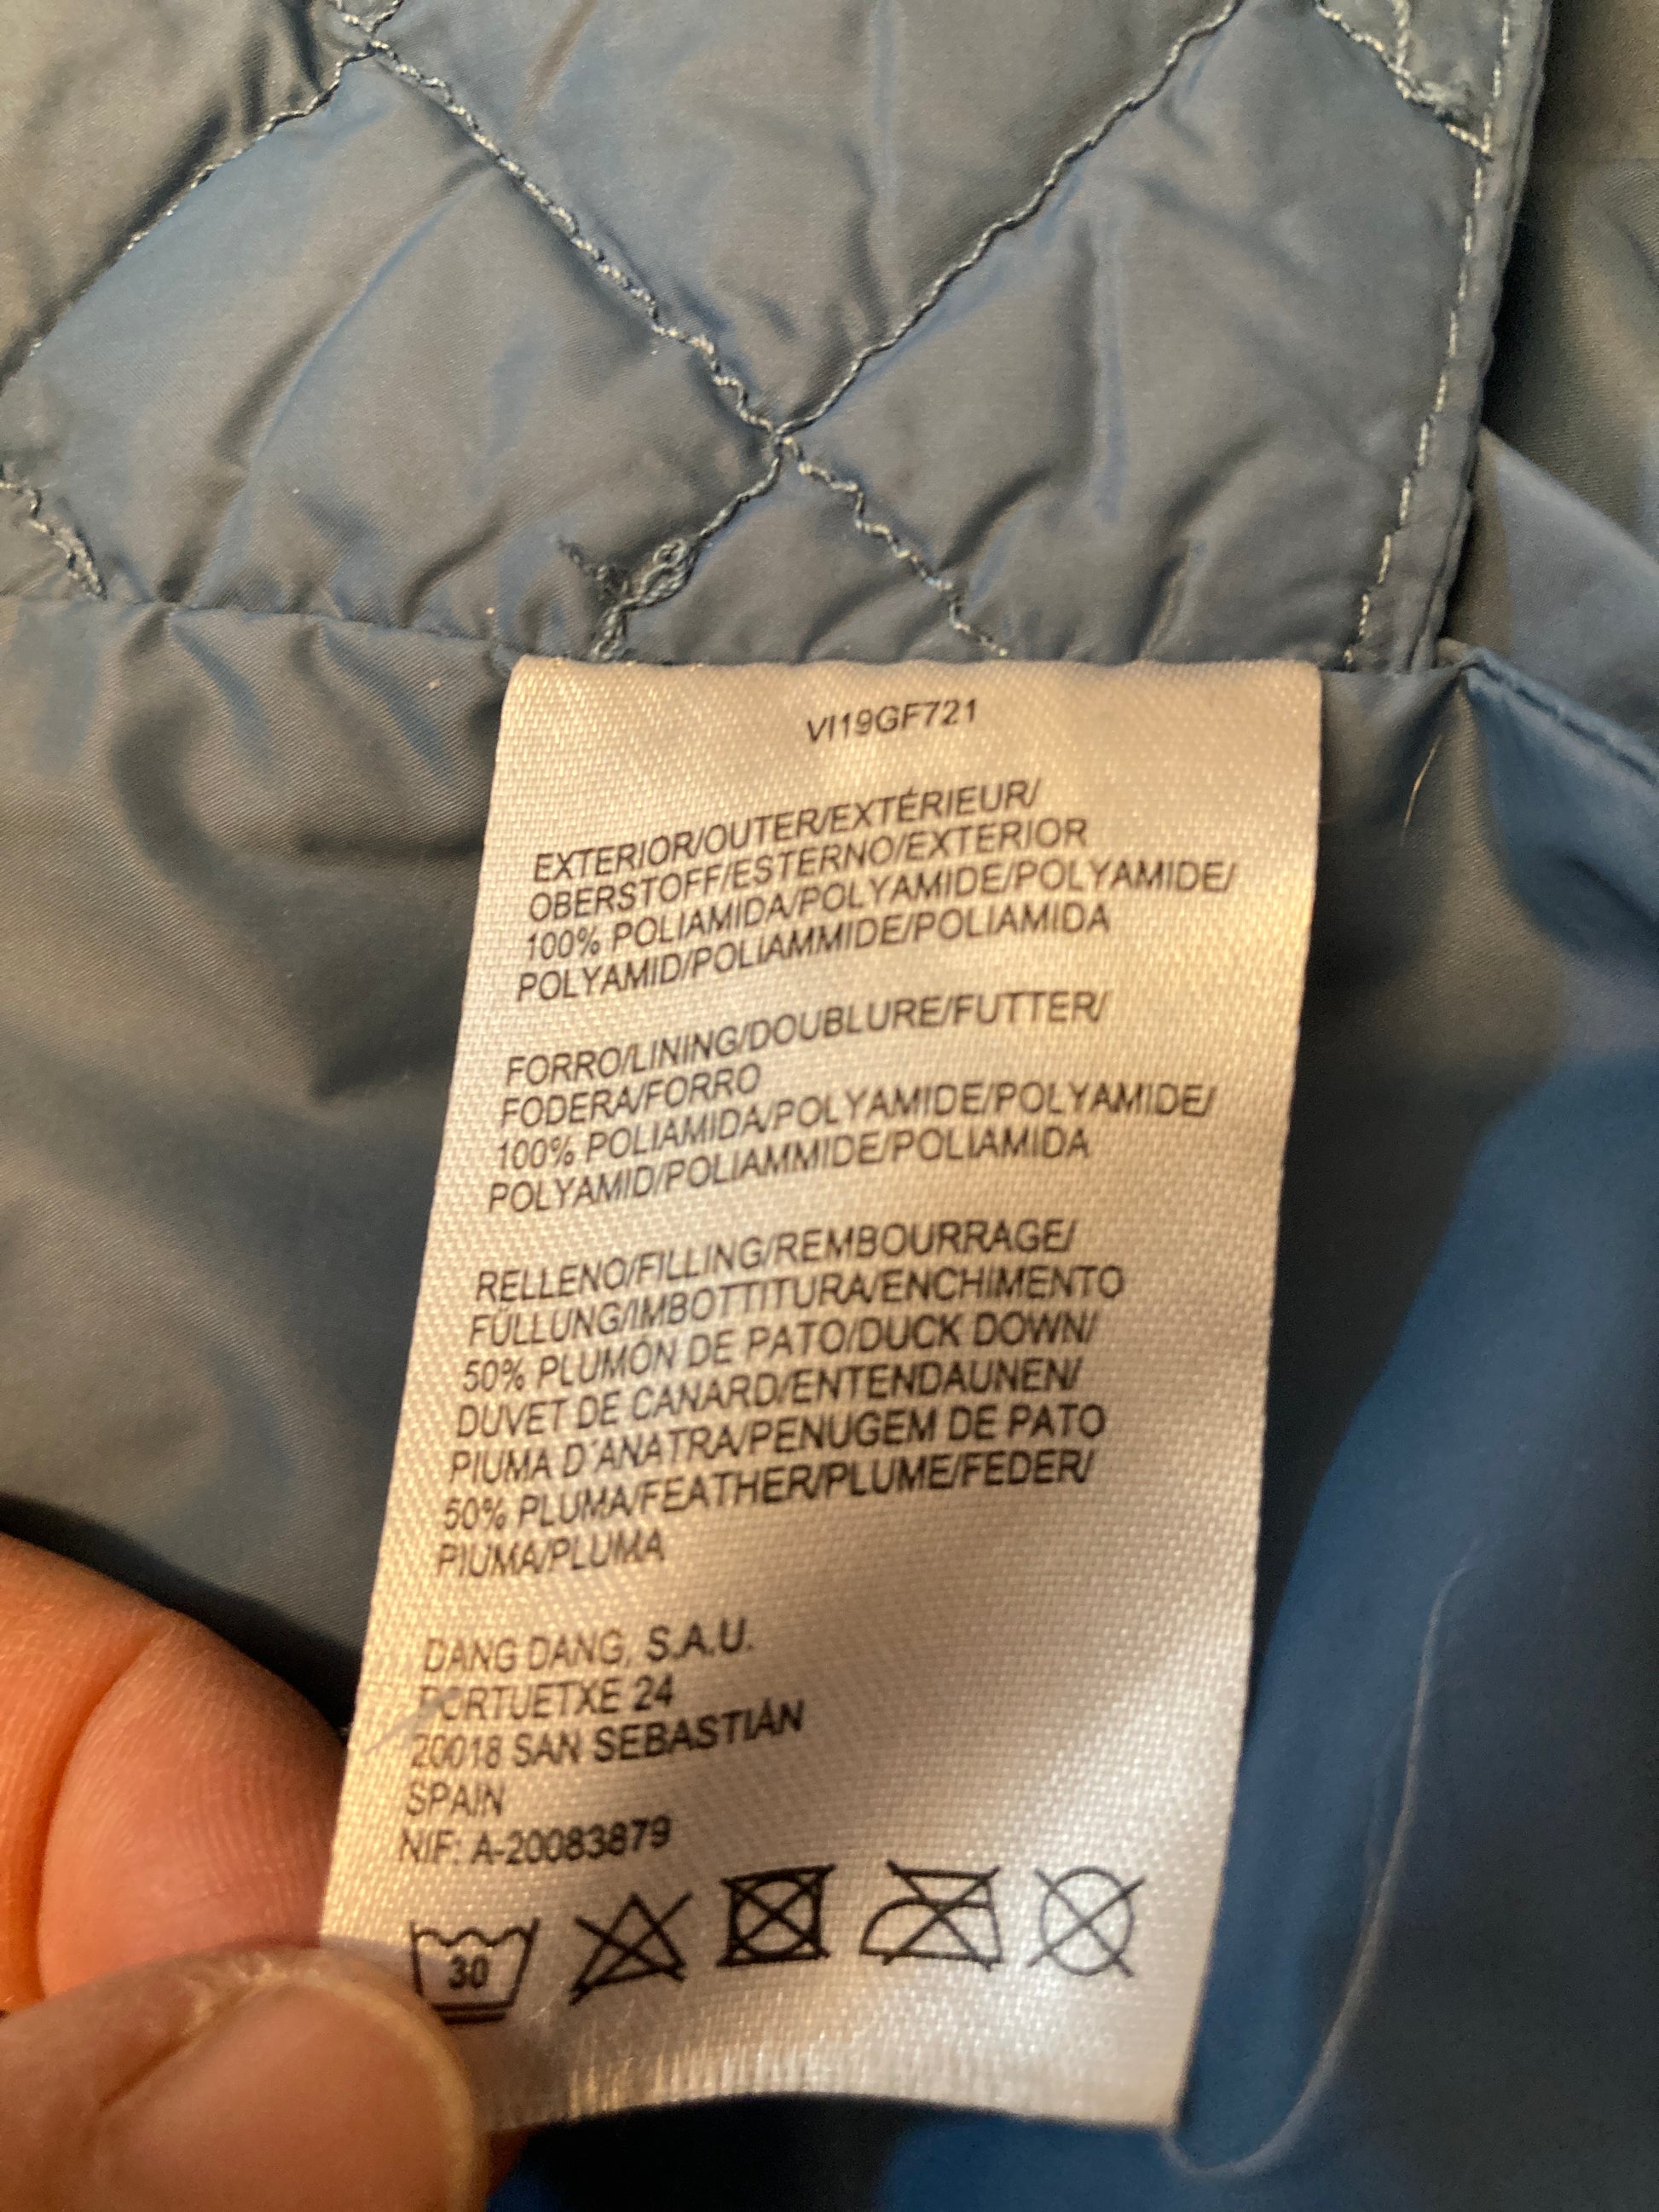 VI19GF721
EXTERIOR/OUTER/EXTÉRIEUR/
OBERSTOFF/ESTERNO/EXTERIOR
100% POLIAMIDA/POLYAMIDE/POLYAMIDE/
POLYAMID/POLIAMMIDE/POLIAMIDA
FORRO/LINING/DOUBLURE/FUTTER/
FODERA/FORRO
100% POLIAMIDA/POLYAMIDE/POLYAMIDE/
POLYAMID/POLIAMMIDE/POLIAMIDA
RELLENO/FILLING/REMBOURRAGE/
FÜLLUNG/IMBOTTITURA/ENCHIMENTO
50% PLUMÓN DE PATO/DUCK DOWN/
DUVET DE CANARD/ENTENDAUNEN/
PIUMA D'ANATRA/PENUGEM DE PATO
50% PLUMA/FEATHER/PLUME/FEDER/
PIUMA/PLUMA
DANG DANG, S.A.U.
PORTUETXE 24
20018 SAN SEBASTIÁN
SPAIN
NIF: A-20083879
30